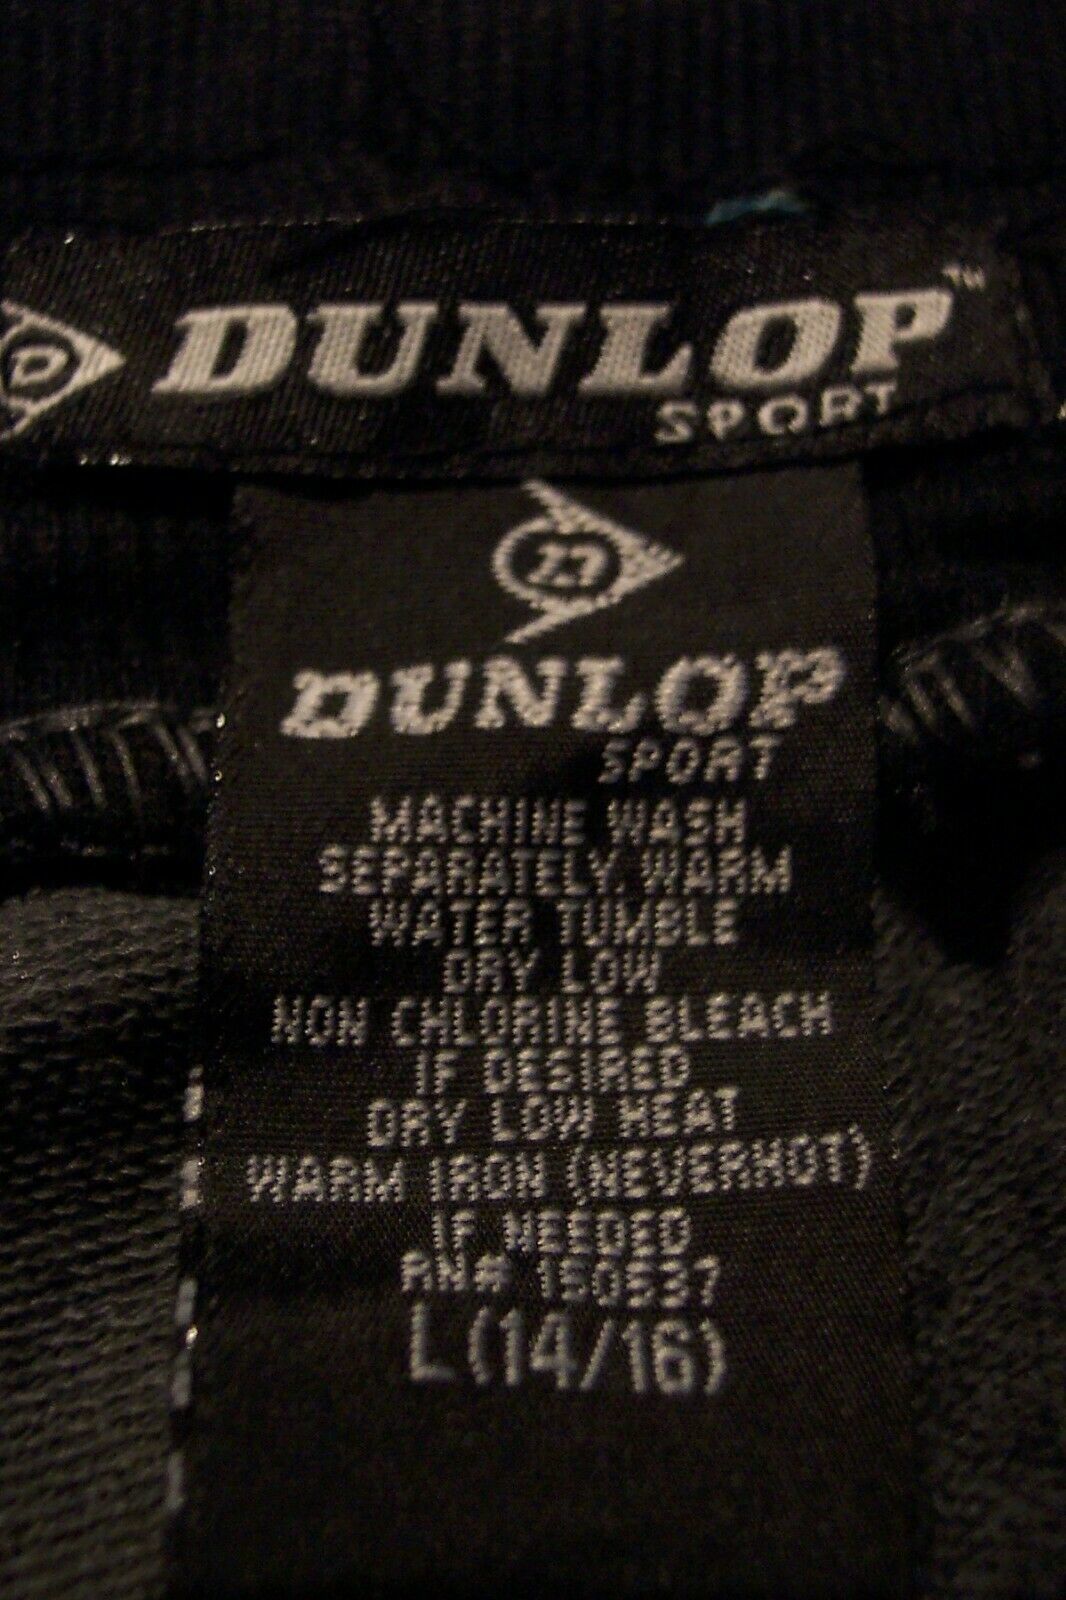 D DUNLOP™
SPORT
D
DUNLOP
SPORT
MACHINE WASH
SEPARATELY. WARM
WATER TUMBLE
DRY LOW
NON CHLORINE BLEACH
IF DESIRED
DRY LOW HEAT
WARM IRON (NEVERHOT)
IF NEEDED
RN# 150537
L(14/16)